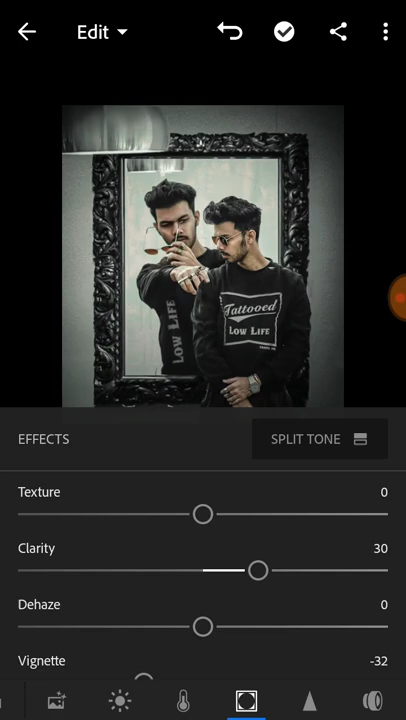 Edit
Tattooed
LOW LIFE
LOW LIFE
EFFECTS
SPLIT TONE
Texture 0
Clarity 30
Dehaze 0
Vignette -32